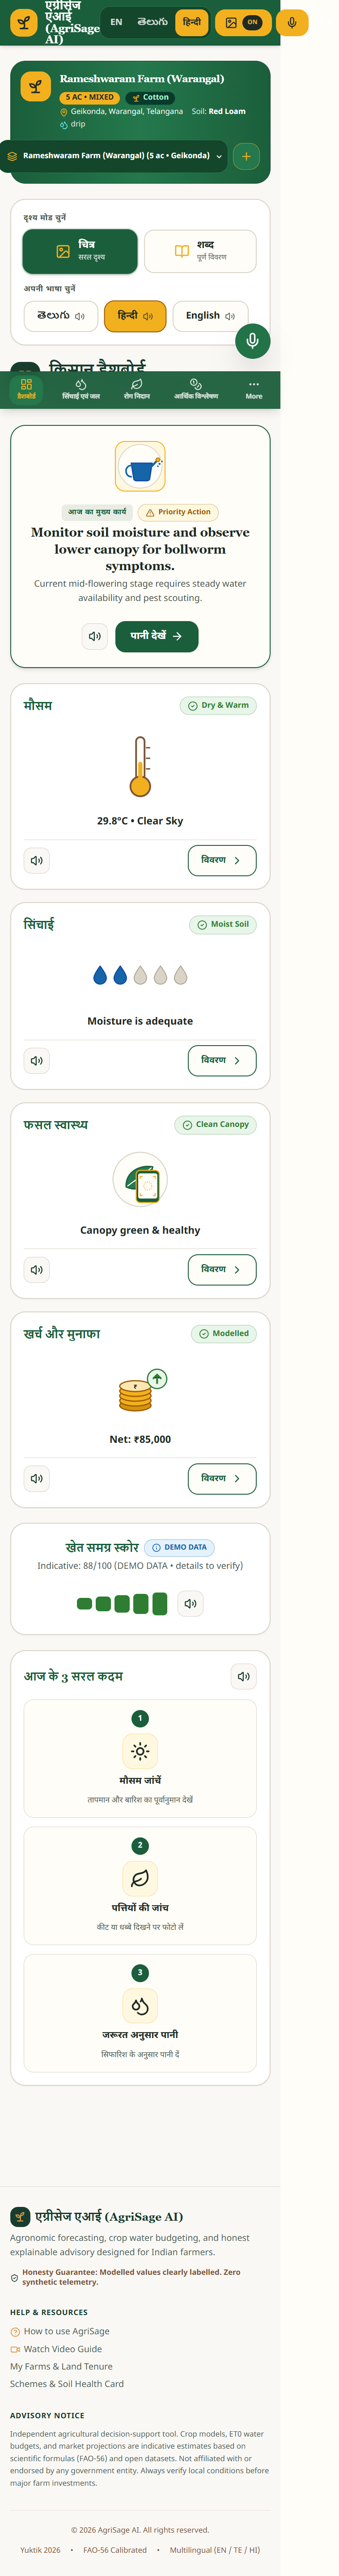 एग्रीसेज
एआई
(AgriSage
AI)
EN
తెలుగు
हिन्दी
ON
Rameshwaram Farm (Warangal)
5 AC • MIXED
Cotton
Geikonda, Warangal, Telangana
Soil: Red Loam
drip
Rameshwaram Farm (Warangal) (5 ac • Geikonda)
दृश्य मोड चुनें
चित्र
सरल दृश्य
शब्द
पूर्ण विवरण
अपनी भाषा चुनें
తెలుగు
हिन्दी
English
किसान डैशबोर्ड
डैशबोर्ड
सिंचाई एवं जल
रोग निदान
आर्थिक विश्लेषण
More
आज का मुख्य कार्य
Priority Action
Monitor soil moisture and observe
lower canopy for bollworm
symptoms.
Current mid-flowering stage requires steady water
availability and pest scouting.
पानी देखें
मौसम
Dry & Warm
29.8°C • Clear Sky
विवरण
सिंचाई
Moist Soil
Moisture is adequate
विवरण
फसल स्वास्थ्य
Clean Canopy
Canopy green & healthy
विवरण
खर्च और मुनाफा
Modelled
₹
Net: ₹85,000
विवरण
खेत समग्र स्कोर
DEMO DATA
Indicative: 88/100 (DEMO DATA • details to verify)
आज के 3 सरल कदम
1
मौसम जांचें
तापमान और बारिश का पूर्वानुमान देखें
2
पत्तियों की जांच
कीट या धब्बे दिखने पर फोटो लें
3
जरूरत अनुसार पानी
सिफारिश के अनुसार पानी दें
एग्रीसेज एआई (AgriSage AI)
Agronomic forecasting, crop water budgeting, and honest
explainable advisory designed for Indian farmers.
Honesty Guarantee: Modelled values clearly labelled. Zero
synthetic telemetry.
HELP & RESOURCES
How to use AgriSage
Watch Video Guide
My Farms & Land Tenure
Schemes & Soil Health Card
ADVISORY NOTICE
Independent agricultural decision-support tool. Crop models, ET0 water
budgets, and market projections are indicative estimates based on
scientific formulas (FAO-56) and open datasets. Not affiliated with or
endorsed by any government entity. Always verify local conditions before
major farm investments.
© 2026 AgriSage AI. All rights reserved.
Yuktik 2026 • FAO-56 Calibrated • Multilingual (EN / TE / HI)